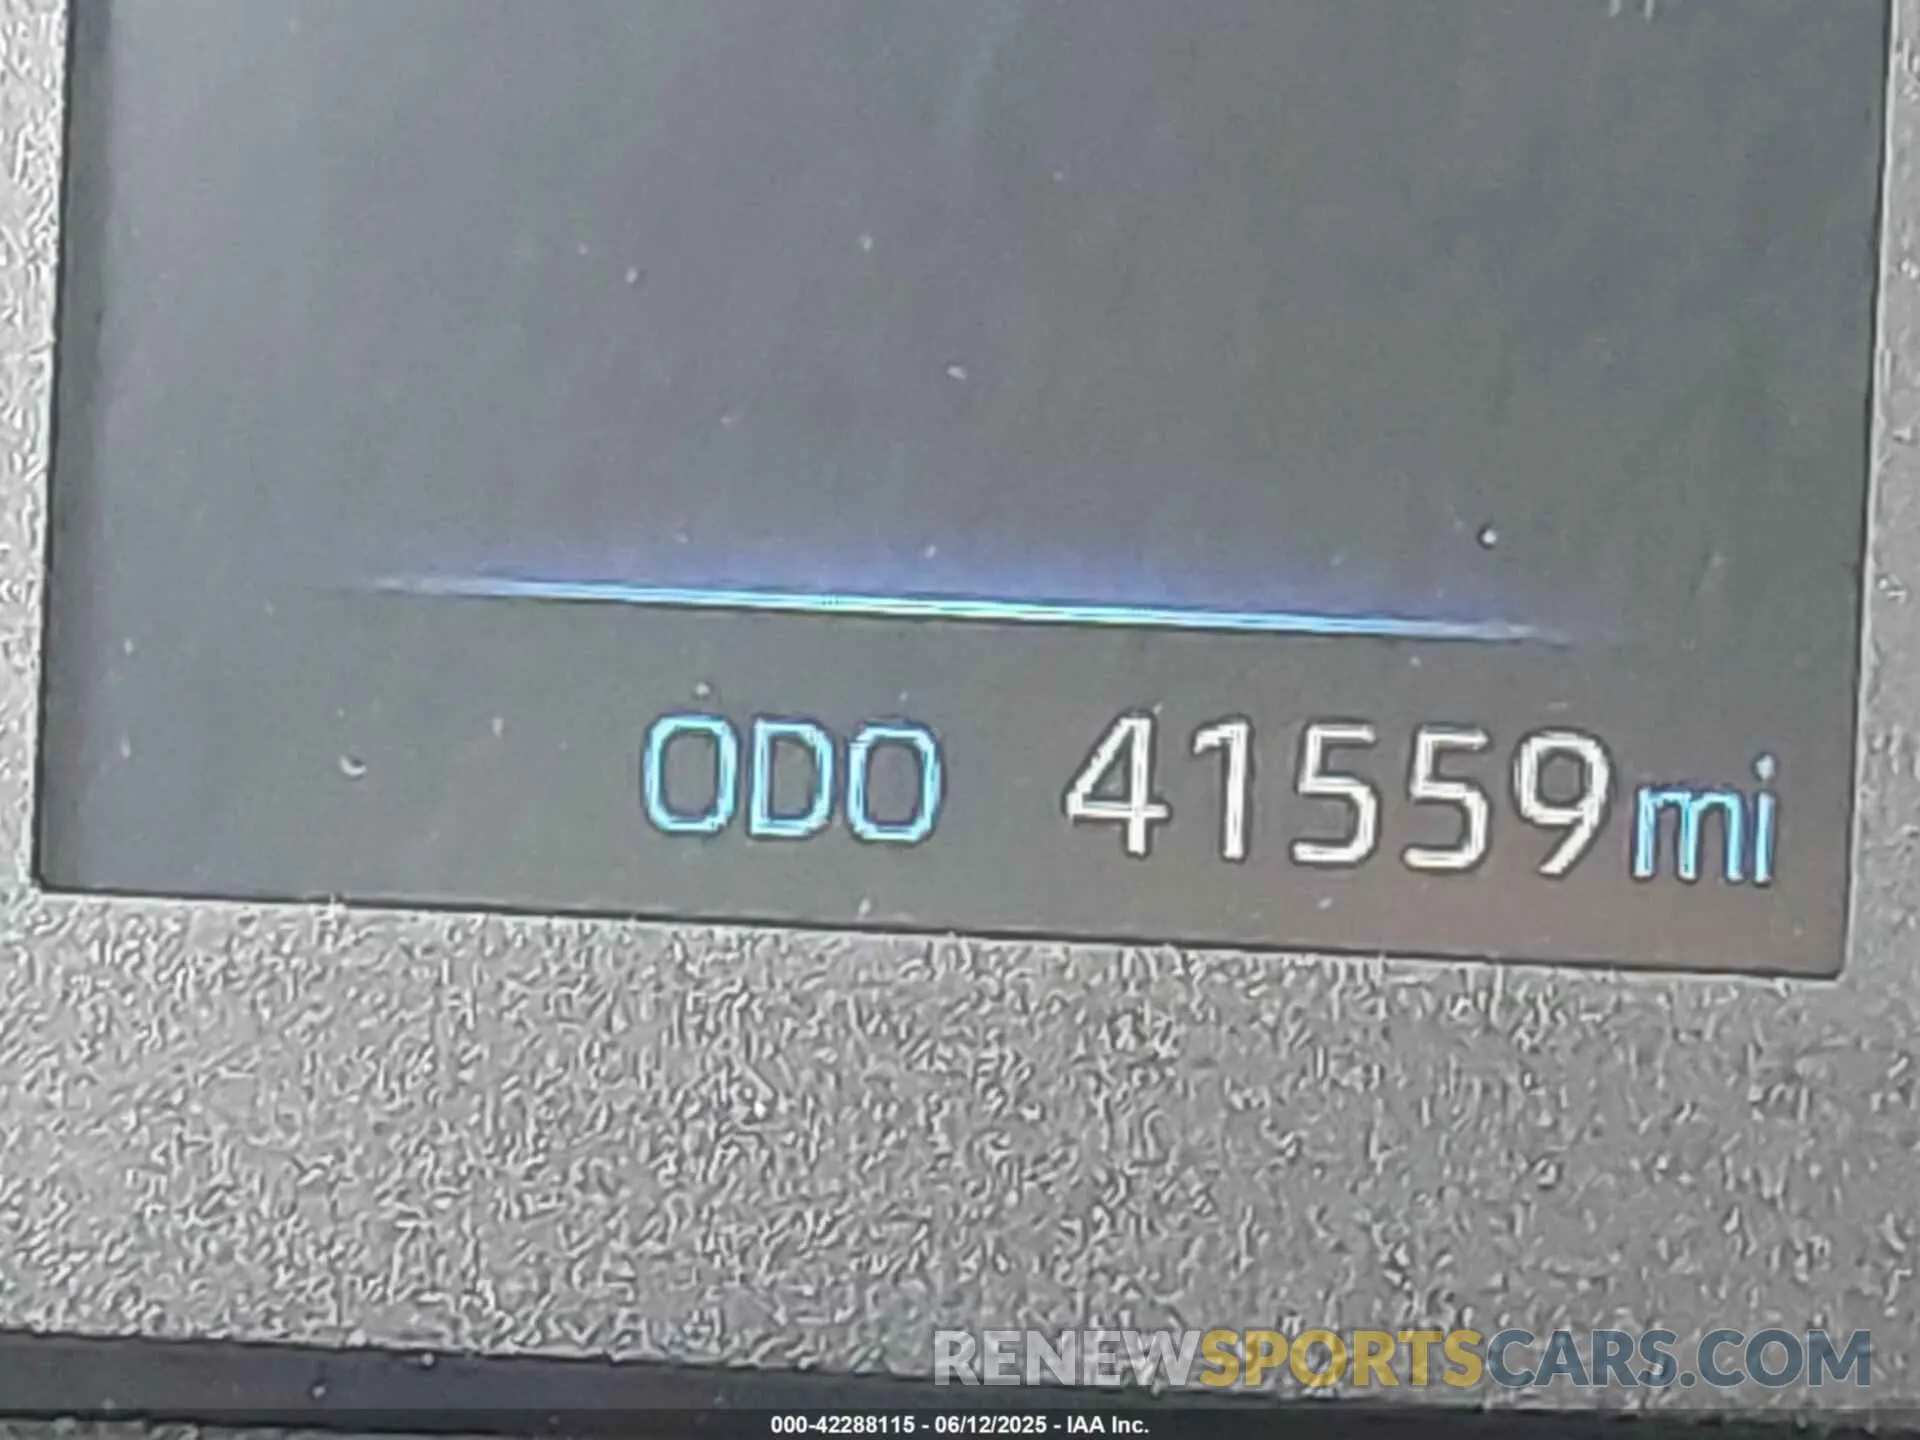 ODO 41559mi
RENEWSPORTSCARS.COM
000-42288115 - 06/12/2025 - IAA Inc.